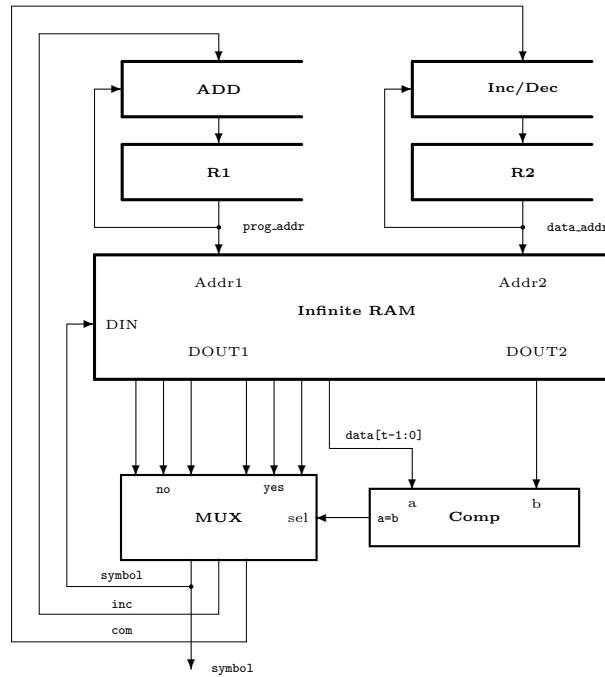 ADD
Inc/Dec
R1
R2
prog_addr
data_addr
Addr1
Addr2
Infinite RAM
DIN
DOUT1
DOUT2
data[t-1:0]
no
yes
a
b
MUX
sel
a=b
Comp
symbol
inc
com
symbol